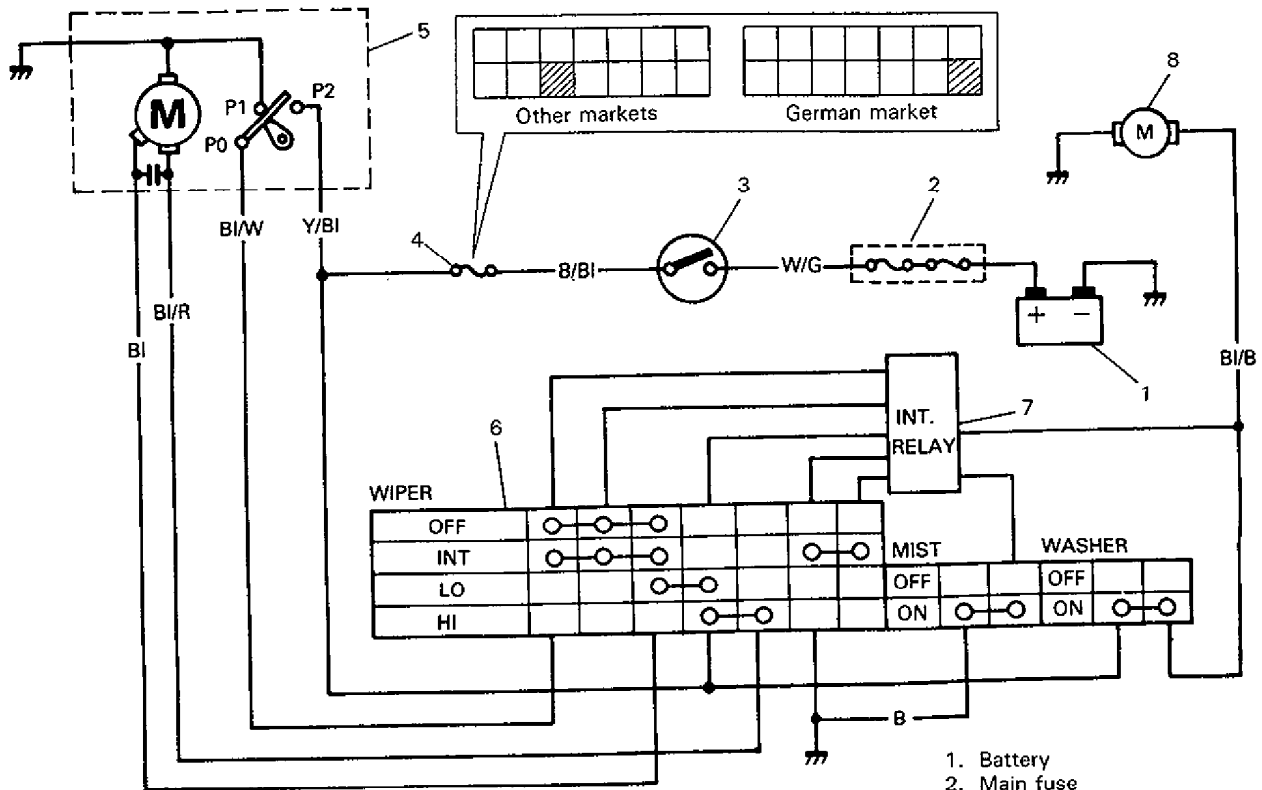 5
P1
P2
M
P0
Other markets
German market
8
M
Bl/W
Y/Bl
4
3
2
B/Bl
W/G
Bl/R
Bl
+
−
Bl/B
1
INT.
RELAY
7
6
WIPER
OFF
INT
LO
HI
MIST
OFF
ON
WASHER
OFF
ON
B
1. Battery
2. Main fuse